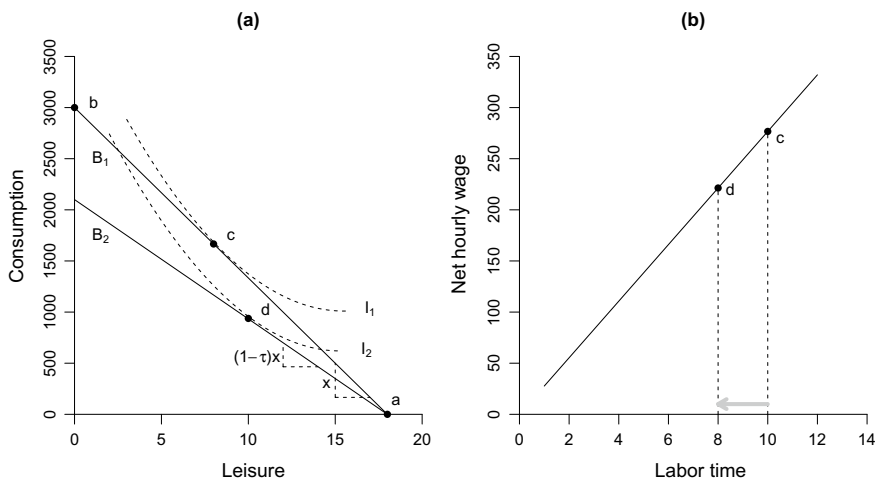 (a)
Consumption
3500
3000
2500
2000
1500
1000
500
0
b
B1
B2
c
d
I1
I2
(1−τ)x
x
a
0 5 10 15 20
Leisure
(b)
Net hourly wage
350
300
250
200
150
100
50
0
c
d
0 2 4 6 8 10 12 14
Labor time